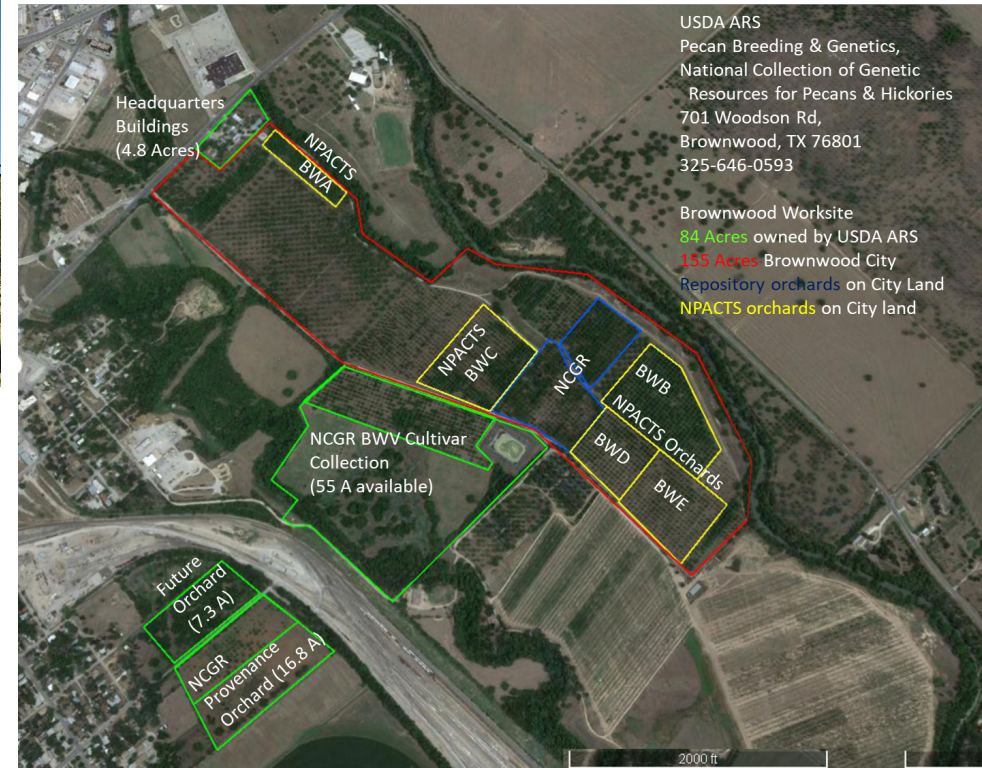 USDA ARS
Pecan Breeding & Genetics,
National Collection of Genetic
Resources for Pecans & Hickories
701 Woodson Rd,
Brownwood, TX 76801
325-646-0593
Brownwood Worksite
84 Acres owned by USDA ARS
155 Acres Brownwood City
Repository orchards on City Land
NPACTS orchards on City land
Headquarters
Buildings
(4.8 Acres)
NPACTS
BWA
NPACTS
BWC
NCGR
BWB
NPACTS Orchards
BWD
BWE
NCGR BWV Cultivar
Collection
(55 A available)
Future
Orchard
(7.3 A)
NCGR
Provenance
Orchard (16.8 A)
2000 ft